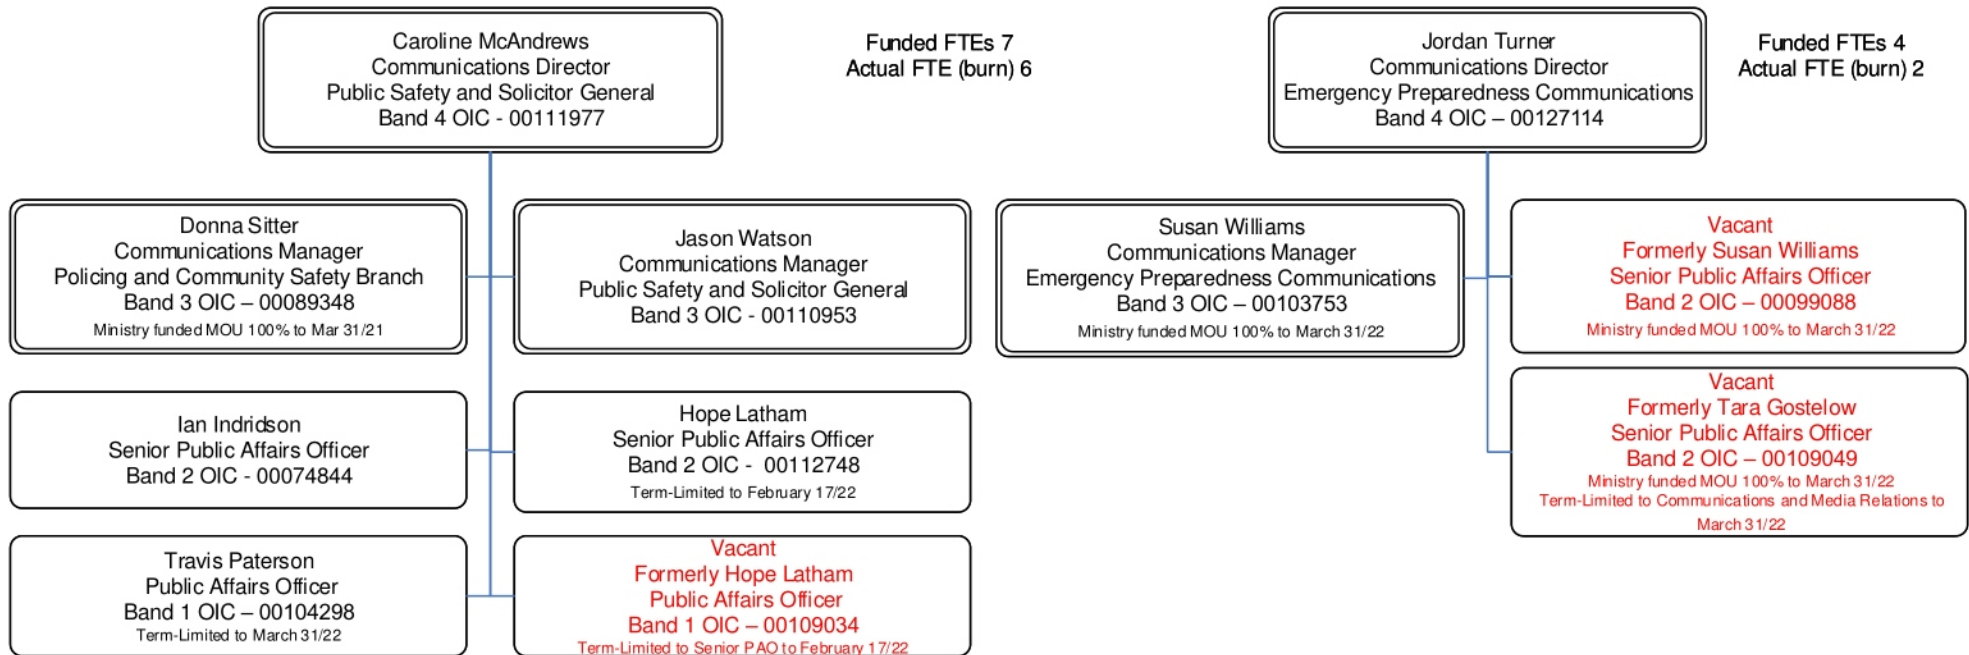 Caroline McAndrews
Communications Director
Public Safety and Solicitor General
Band 4 OIC - 00111977
Funded FTEs 7
Actual FTE (burn) 6
Jordan Turner
Communications Director
Emergency Preparedness Communications
Band 4 OIC – 00127114
Funded FTEs 4
Actual FTE (burn) 2
Donna Sitter
Communications Manager
Policing and Community Safety Branch
Band 3 OIC – 00089348
Ministry funded MOU 100% to Mar 31/21
Jason Watson
Communications Manager
Public Safety and Solicitor General
Band 3 OIC - 00110953
Susan Williams
Communications Manager
Emergency Preparedness Communications
Band 3 OIC – 00103753
Ministry funded MOU 100% to March 31/22
Vacant
Formerly Susan Williams
Senior Public Affairs Officer
Band 2 OIC – 00099088
Ministry funded MOU 100% to March 31/22
Ian Indridson
Senior Public Affairs Officer
Band 2 OIC - 00074844
Hope Latham
Senior Public Affairs Officer
Band 2 OIC - 00112748
Term-Limited to February 17/22
Vacant
Formerly Tara Gostelow
Senior Public Affairs Officer
Band 2 OIC – 00109049
Ministry funded MOU 100% to March 31/22
Term-Limited to Communications and Media Relations to
March 31/22
Travis Paterson
Public Affairs Officer
Band 1 OIC – 00104298
Term-Limited to March 31/22
Vacant
Formerly Hope Latham
Public Affairs Officer
Band 1 OIC – 00109034
Term-Limited to Senior PAO to February 17/22